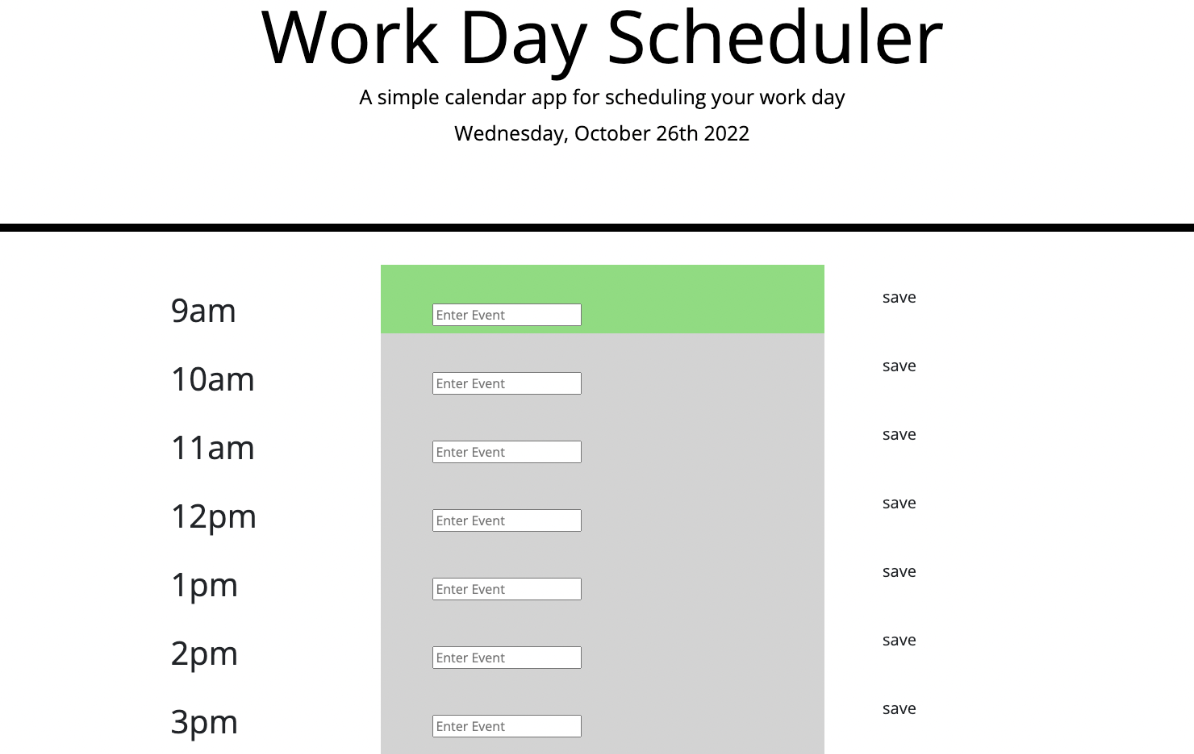 Work Day Scheduler
A simple calendar app for scheduling your work day
Wednesday, October 26th 2022
9am Enter Event save
10am Enter Event save
11am Enter Event save
12pm Enter Event save
1pm Enter Event save
2pm Enter Event save
3pm Enter Event save